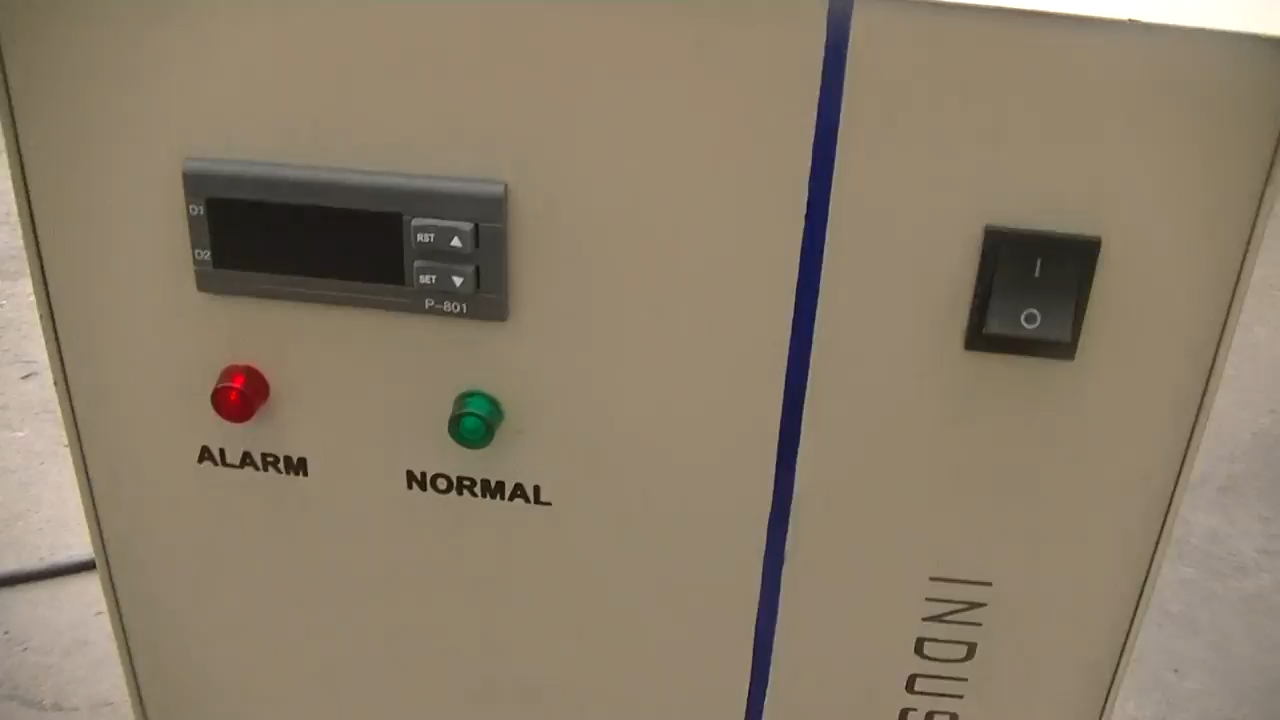 D1
D2
RST ▲
SET ▼
P-801
ALARM
NORMAL
INDUS